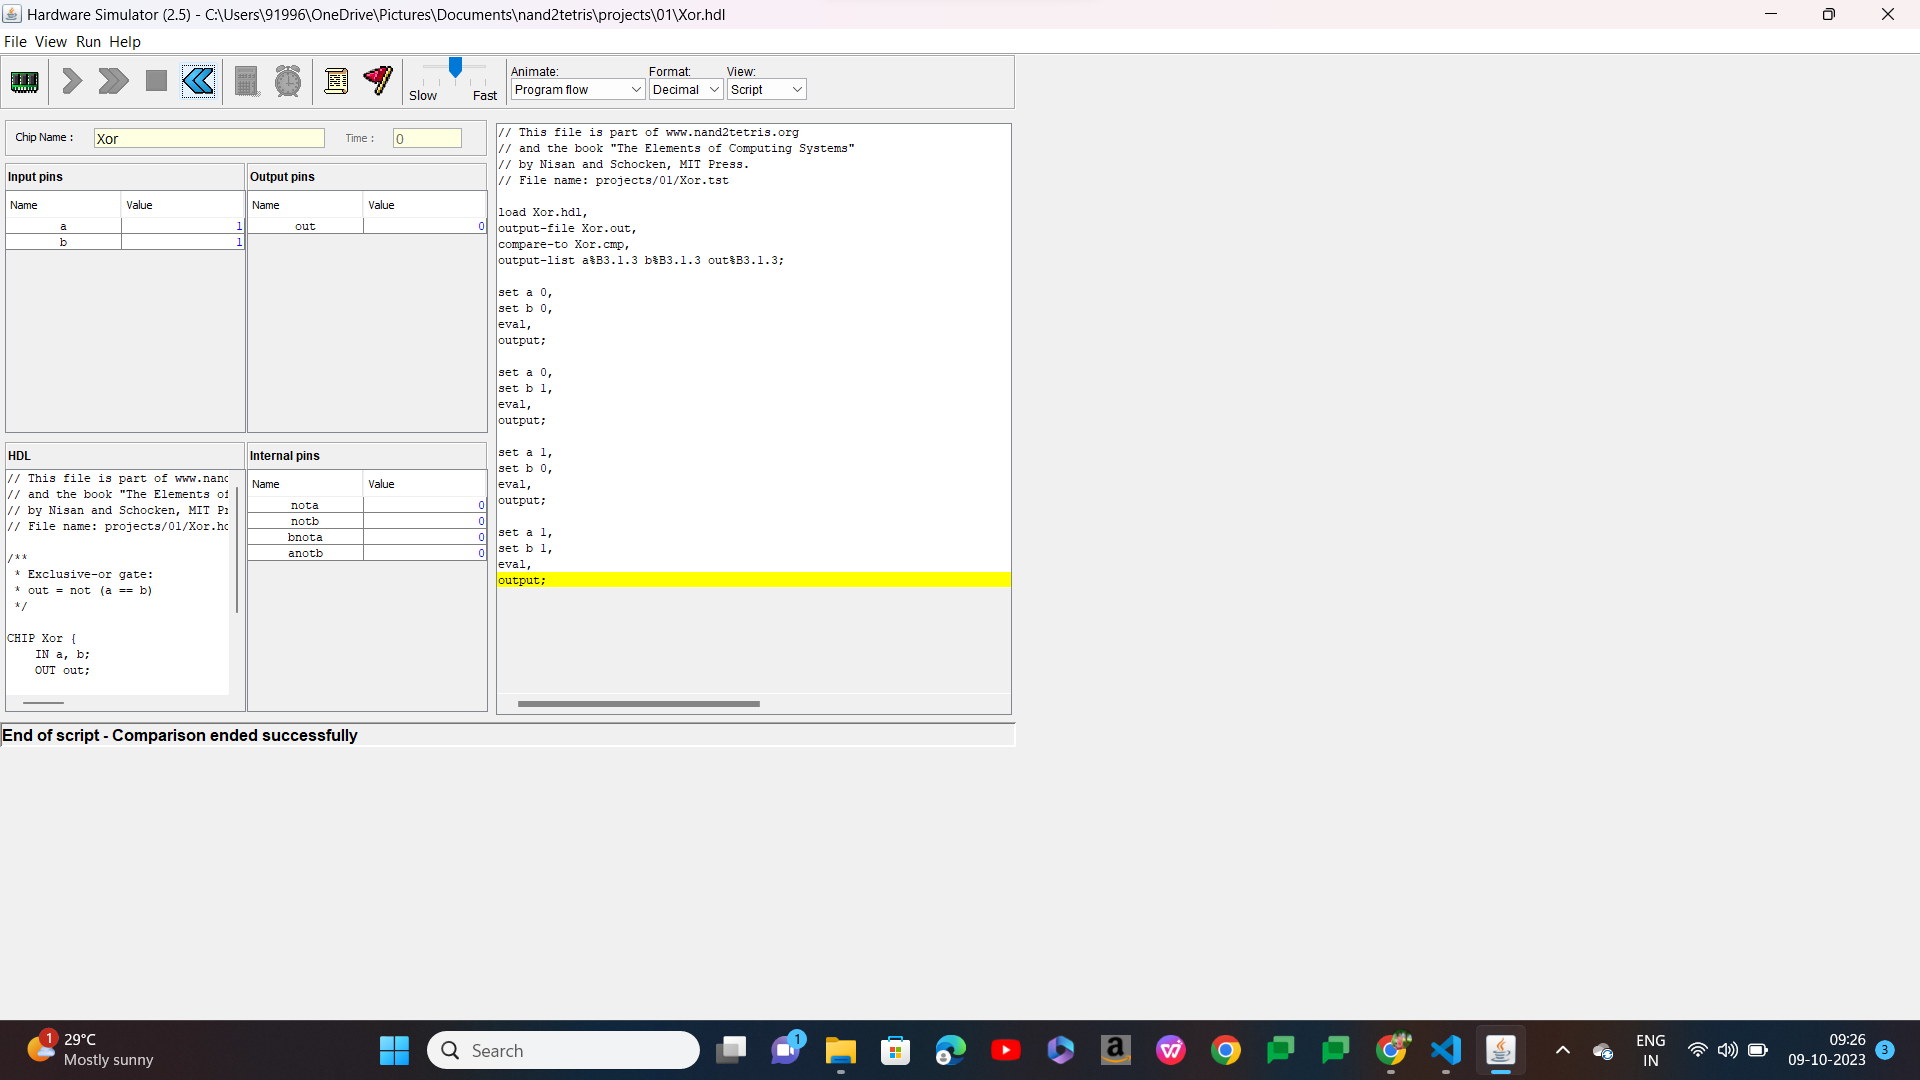 Hardware Simulator (2.5) - C:\Users\91996\OneDrive\Pictures\Documents\nand2tetris\projects\01\Xor.hdl
File View Run Help
Slow Fast
Animate:
Program flow
Format:
Decimal
View:
Script
Chip Name :
Xor
Time :
0
Input pins
Name Value
a 1
b 1
Output pins
Name Value
out 0
HDL
// This file is part of www.nand
// and the book "The Elements of
// by Nisan and Schocken, MIT Pr
// File name: projects/01/Xor.hd
/**
* Exclusive-or gate:
* out = not (a == b)
*/
CHIP Xor {
IN a, b;
OUT out;
Internal pins
Name Value
nota 0
notb 0
bnota 0
anotb 0
// This file is part of www.nand2tetris.org
// and the book "The Elements of Computing Systems"
// by Nisan and Schocken, MIT Press.
// File name: projects/01/Xor.tst
load Xor.hdl,
output-file Xor.out,
compare-to Xor.cmp,
output-list a%B3.1.3 b%B3.1.3 out%B3.1.3;
set a 0,
set b 0,
eval,
output;
set a 0,
set b 1,
eval,
output;
set a 1,
set b 0,
eval,
output;
set a 1,
set b 1,
eval,
output;
End of script - Comparison ended successfully
1
29°C
Mostly sunny
Search
1
ENG
IN
09:26
09-10-2023
3